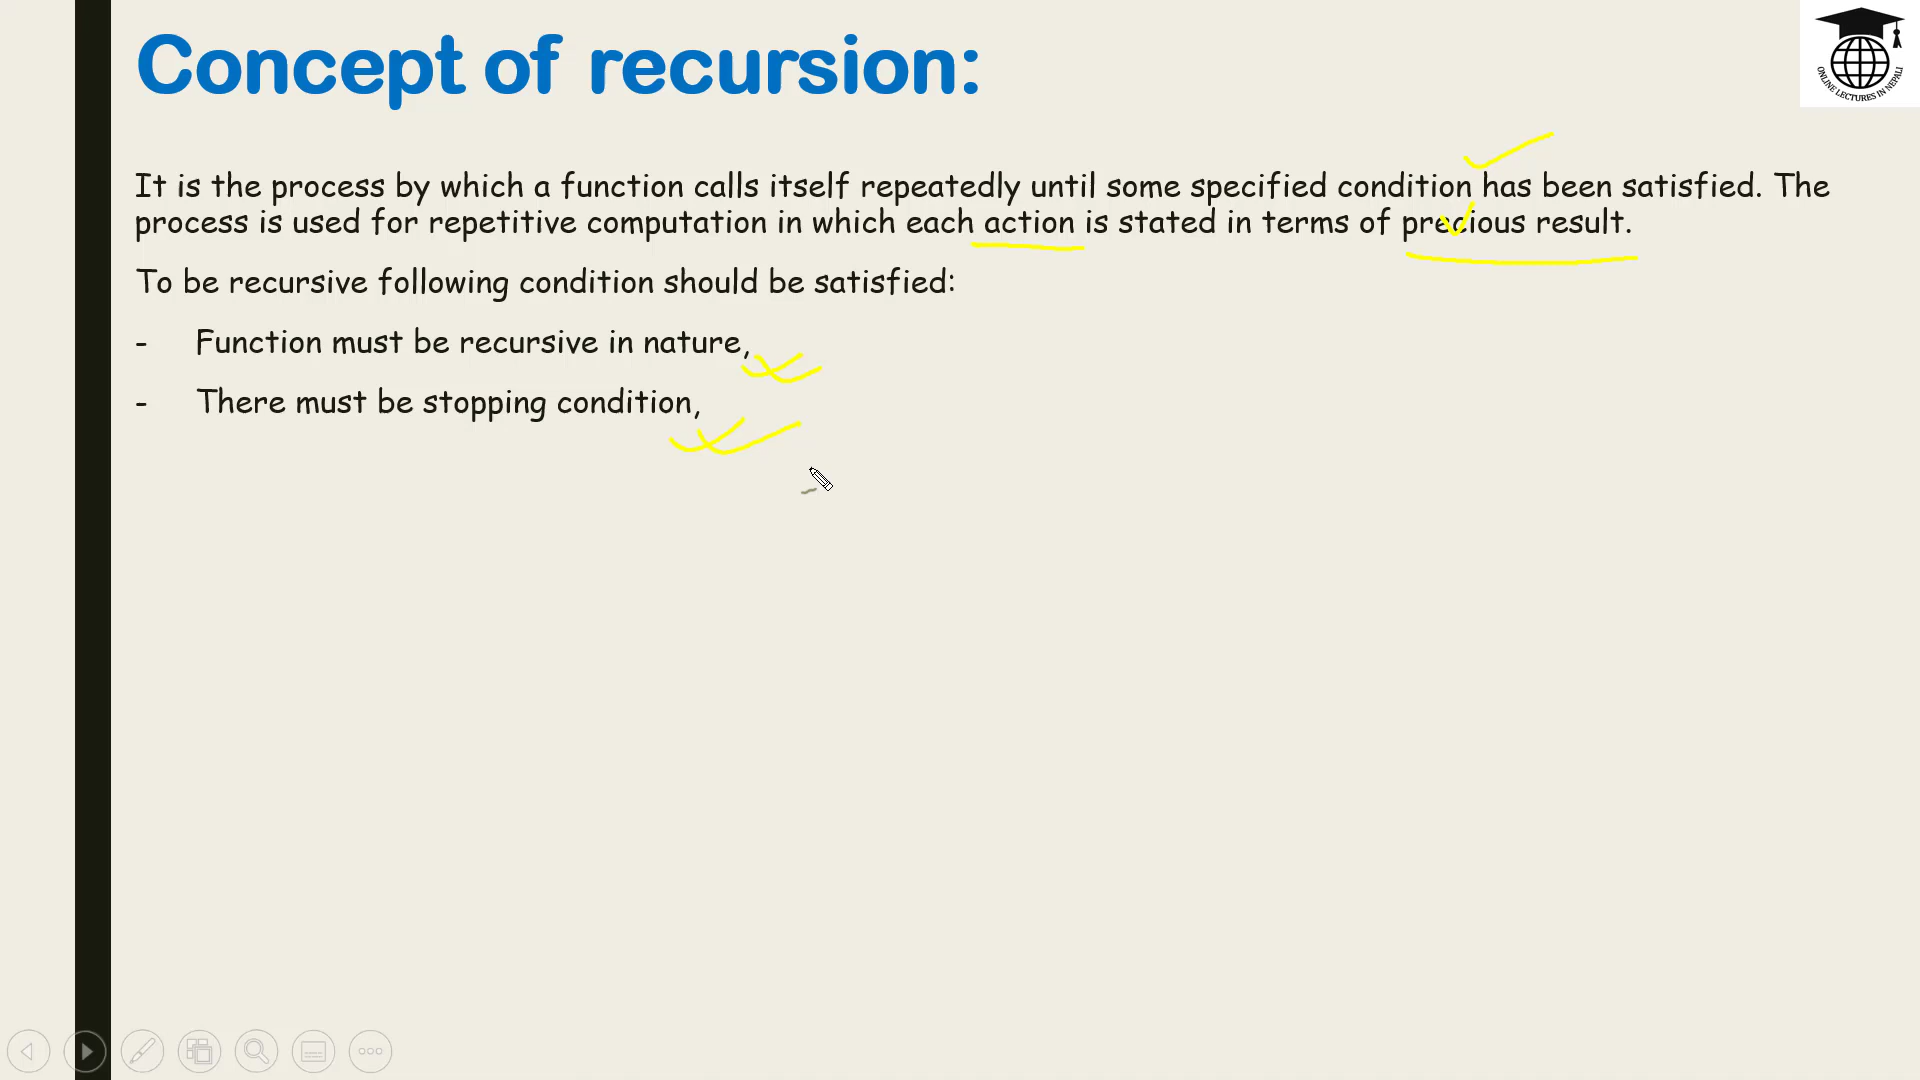 Concept of recursion:
ONLINE LECTURES IN NEPALI
It is the process by which a function calls itself repeatedly until some specified condition has been satisfied. The
process is used for repetitive computation in which each action is stated in terms of precious result.
To be recursive following condition should be satisfied:
- Function must be recursive in nature,
- There must be stopping condition,